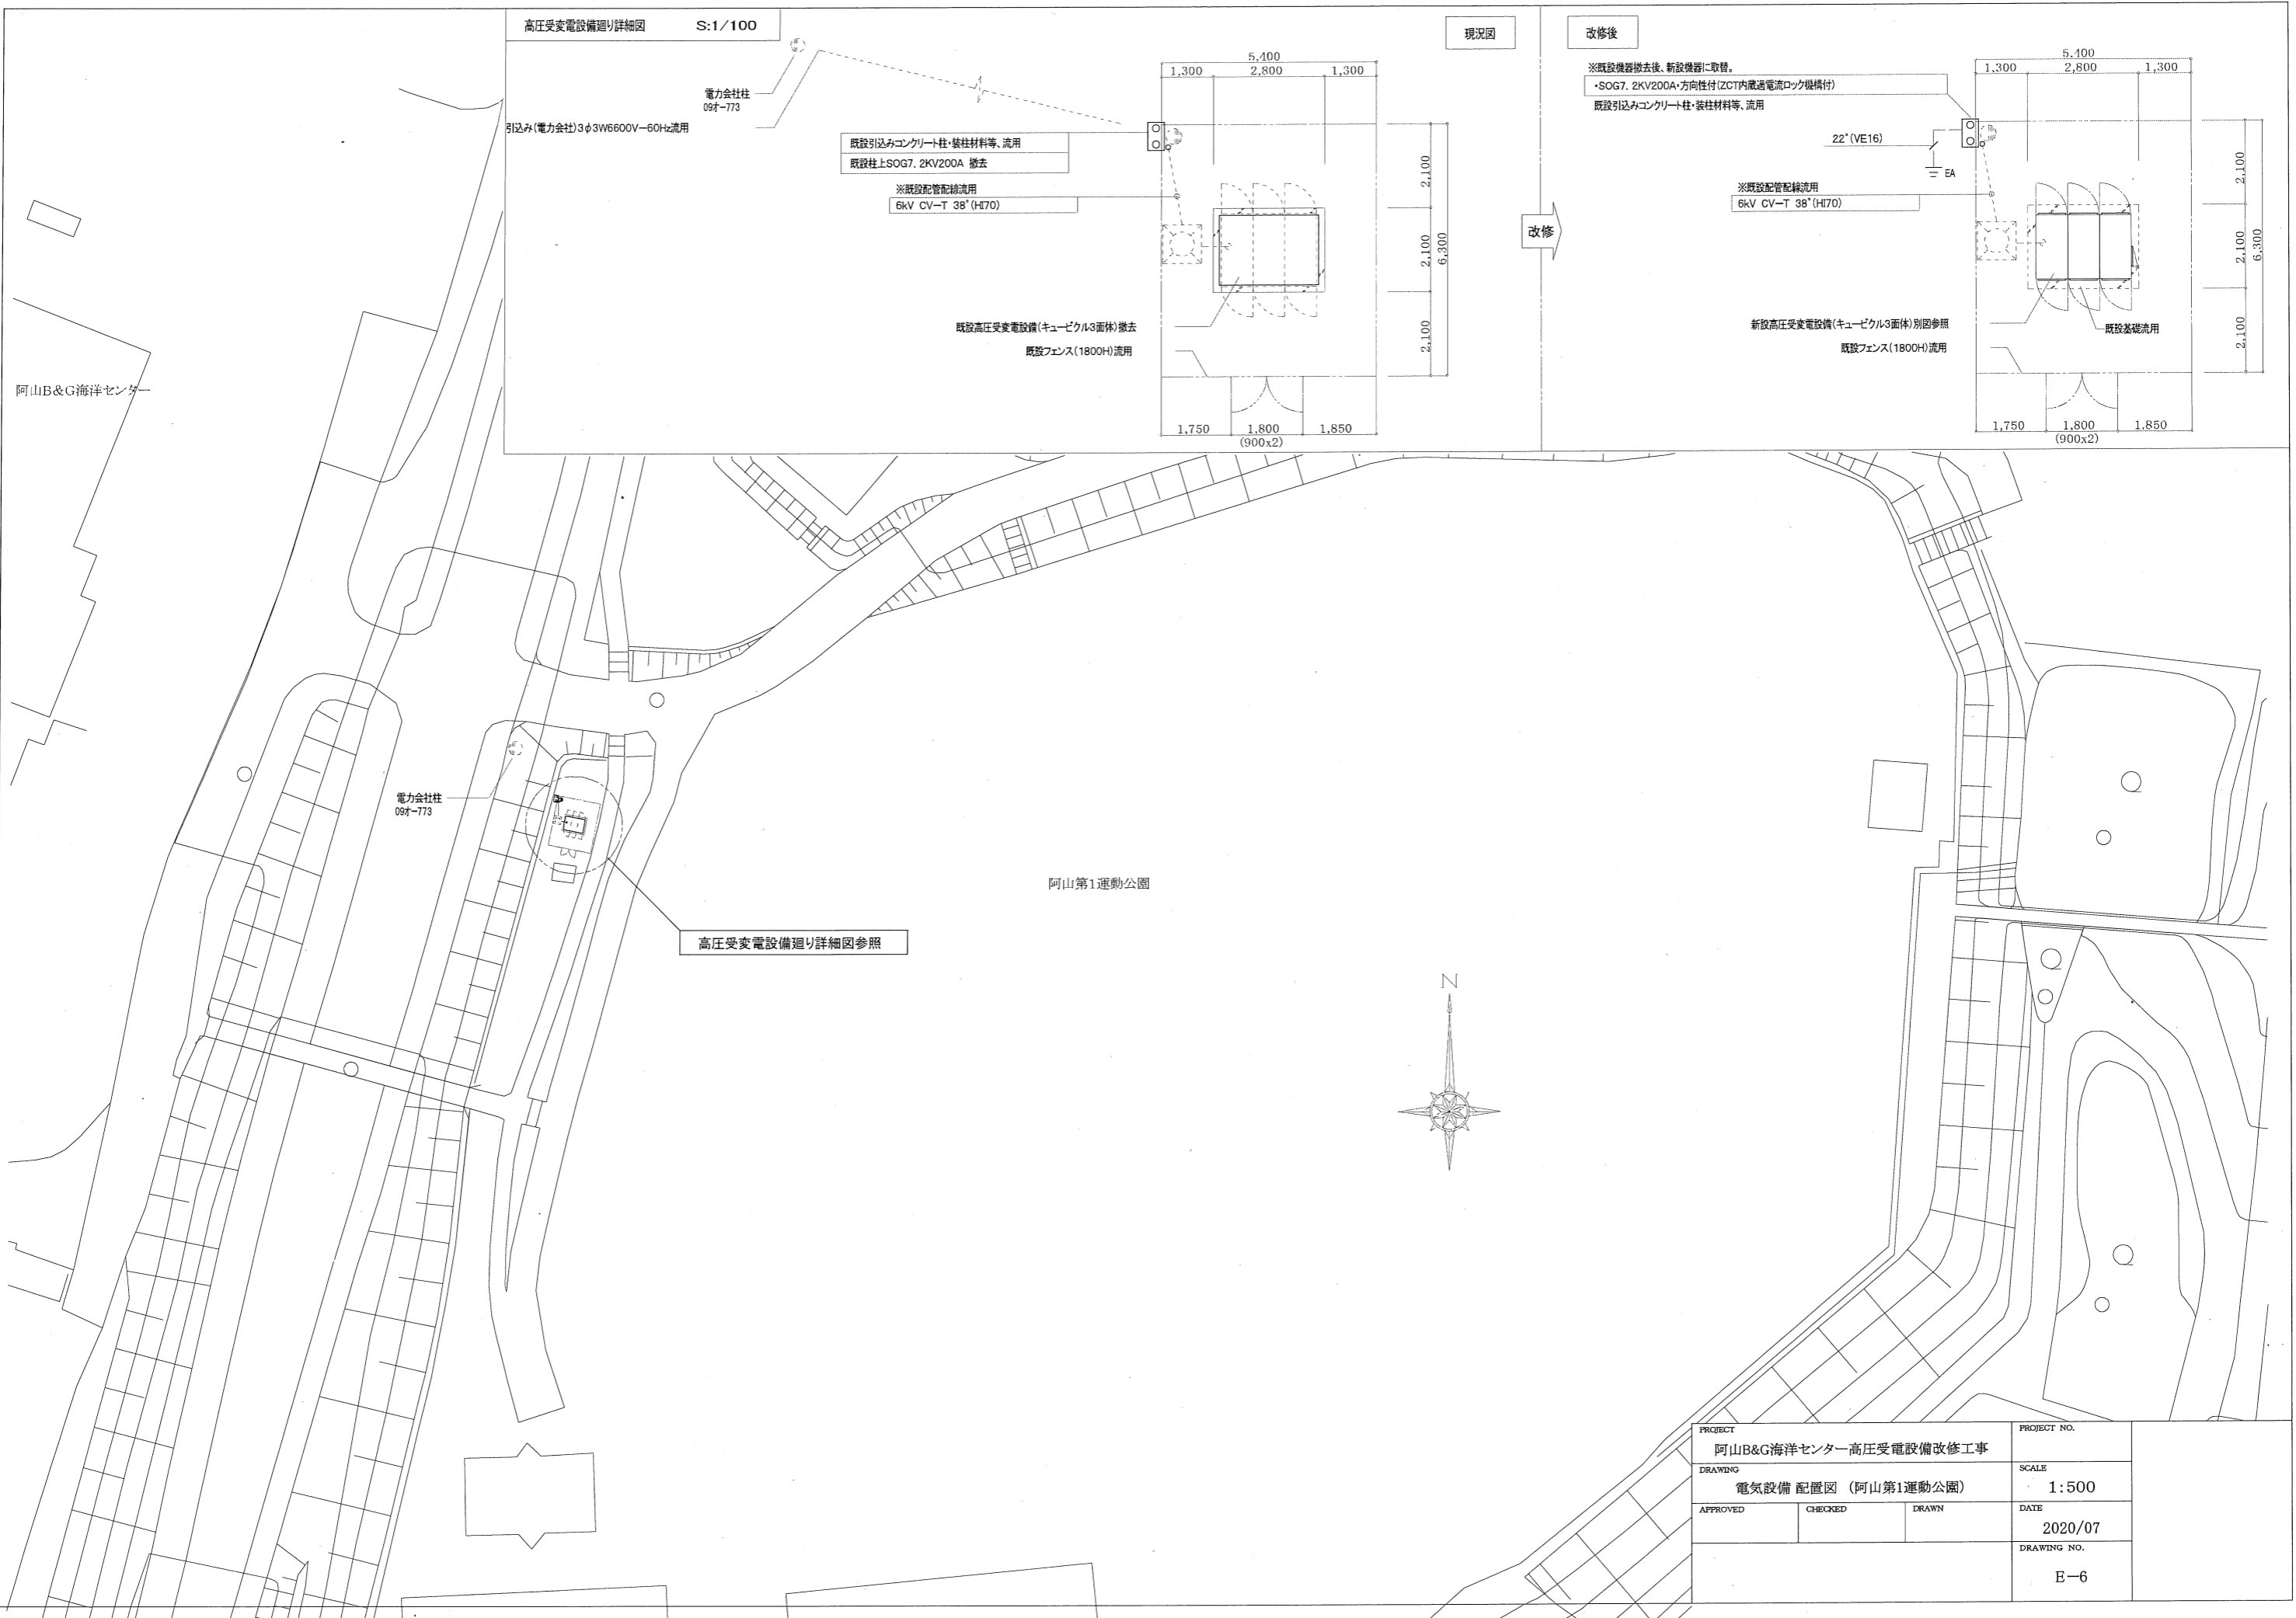 高圧受変電設備廻り詳細図 S:1/100
現況図
改修後
電力会社柱
09オー773
引込み(電力会社)3φ3W6600V－60Hz流用
既設引込みコンクリート柱・装柱材料等、流用
既設柱上SOG7.2KV200A 撤去
※既設配管配線流用
6kV CV－T 38°(HI70)
既設高圧受変電設備(キュービクル3面体)撤去
既設フェンス(1800H)流用
5,400
1,300 2,800 1,300
2,100
2,100
2,100
6,300
1,750 1,800 1,850
(900x2)
改修
※既設機器撤去後、新設機器に取替。
・SOG7.2KV200A・方向性付(ZCT内蔵過電流ロック機構付)
既設引込みコンクリート柱・装柱材料等、流用
22°(VE16)
EA
※既設配管配線流用
6kV CV－T 38°(HI70)
新設高圧受変電設備(キュービクル3面体)別図参照
既設基礎流用
既設フェンス(1800H)流用
5,400
1,300 2,800 1,300
2,100
2,100
2,100
6,300
1,750 1,800 1,850
(900x2)
阿山B&G海洋センター
電力会社柱
09オー773
阿山第1運動公園
高圧受変電設備廻り詳細図参照
N
PROJECT
阿山B&G海洋センター高圧受電設備改修工事
PROJECT NO.
DRAWING
電気設備 配置図 （阿山第1運動公園）
SCALE
1:500
APPROVED CHECKED DRAWN
DATE
2020/07
DRAWING NO.
E－6